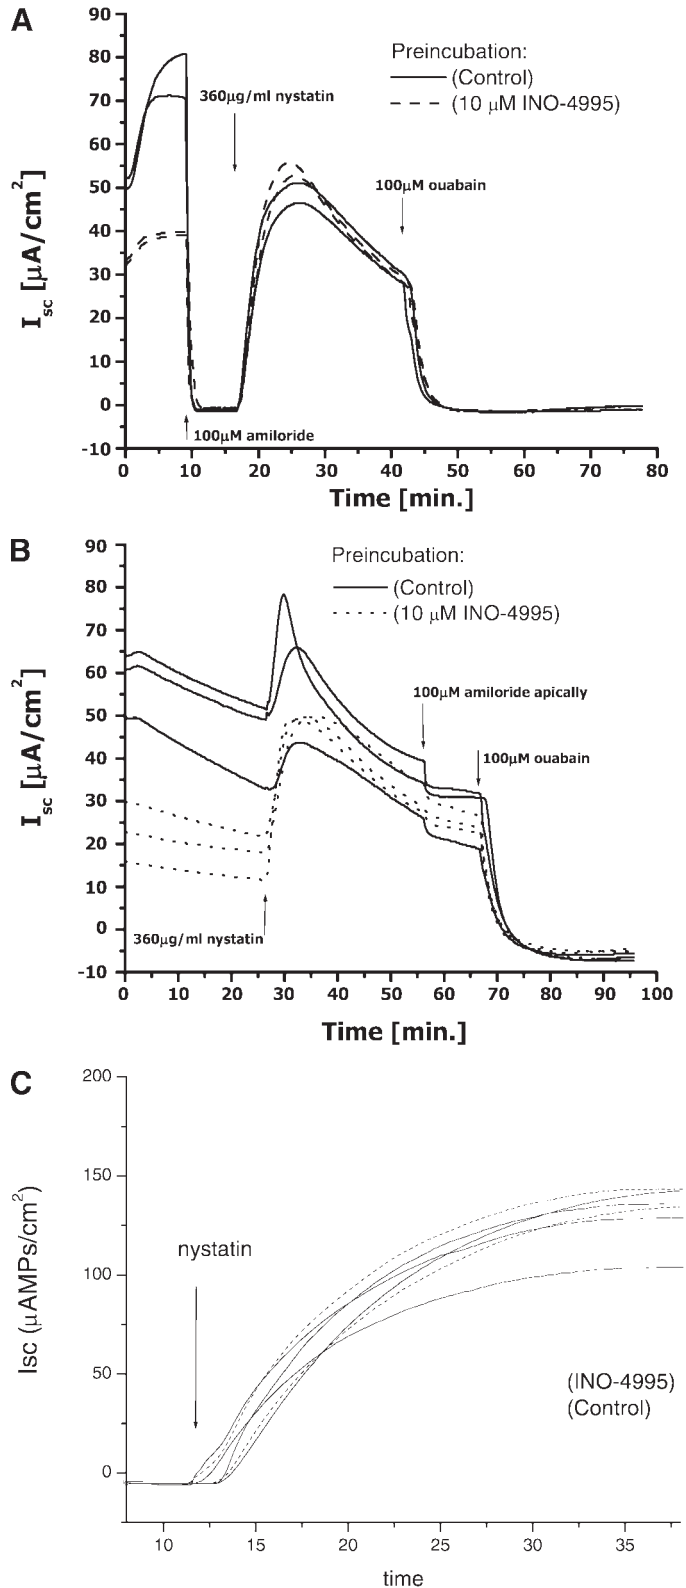 A
90
80
70
60
50
40
30
20
10
0
-10
Isc [μA/cm2]
Preincubation:
(Control)
(10 μM INO-4995)
360μg/ml nystatin
100μM ouabain
100μM amiloride
0 10 20 30 40 50 60 70 80
Time [min.]
B
90
80
70
60
50
40
30
20
10
0
-10
Isc [μA/cm2]
Preincubation:
(Control)
(10 μM INO-4995)
100μM amiloride apically
100μM ouabain
360μg/ml nystatin
0 10 20 30 40 50 60 70 80 90 100
Time [min.]
C
200
150
100
50
0
Isc (μAMPs/cm2)
nystatin
(INO-4995)
(Control)
10 15 20 25 30 35
time